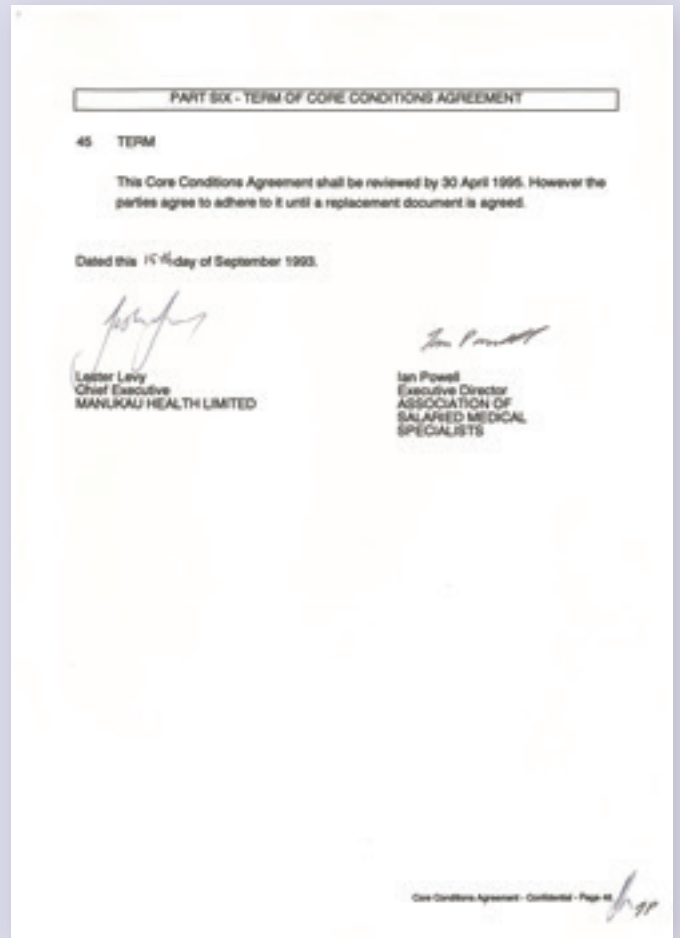 PART SIX - TERM OF CORE CONDITIONS AGREEMENT
45 TERM
This Core Conditions Agreement shall be reviewed by 30 April 1995. However the
parties agree to adhere to it until a replacement document is agreed.
Dated this 15th day of September 1993.
Ian Powell
Lester Levy
Chief Executive
MANUKAU HEALTH LIMITED
Ian Powell
Executive Director
ASSOCIATION OF
SALARIED MEDICAL
SPECIALISTS
Core Conditions Agreement - Confidential - Page
IP